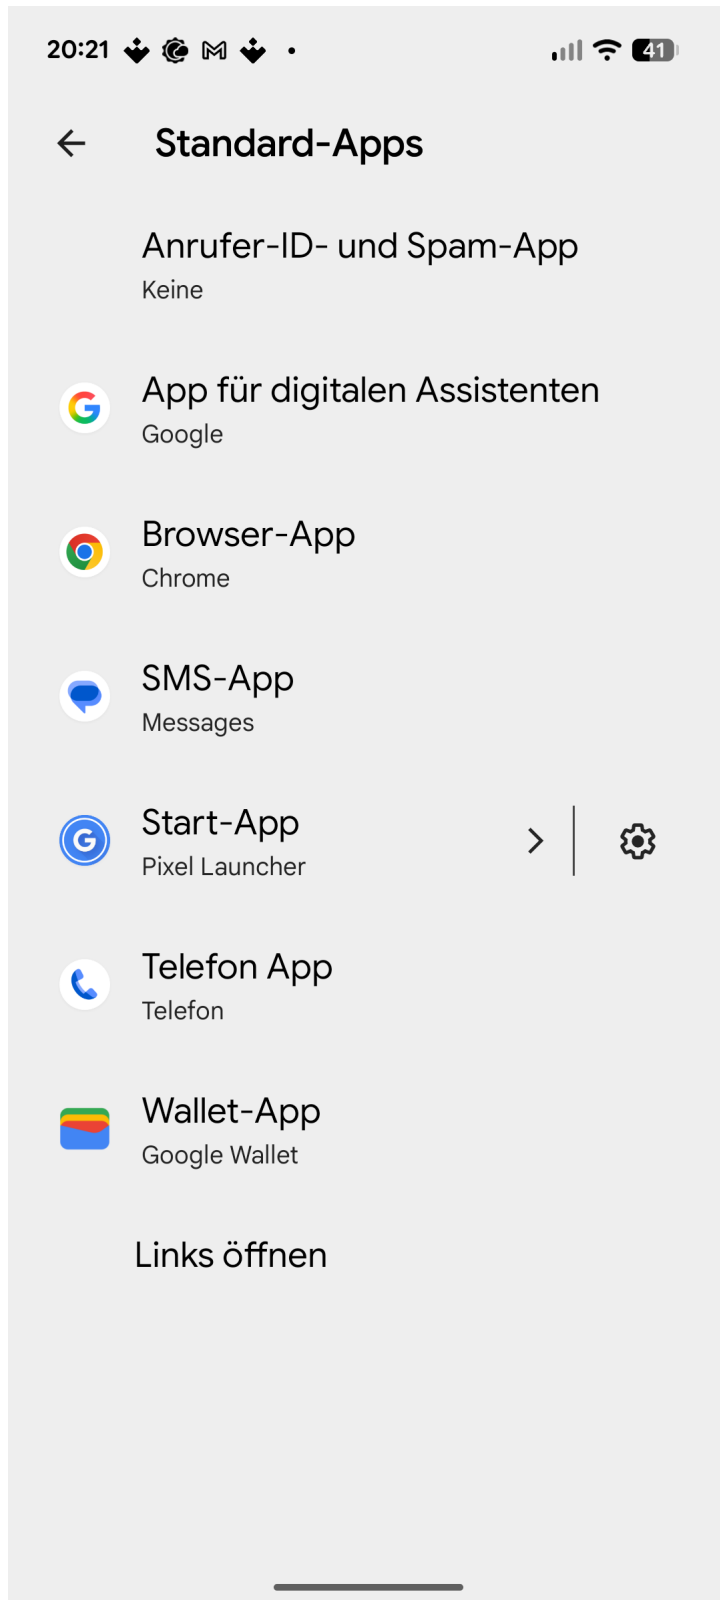 20:21
41
Standard-Apps
Anrufer-ID- und Spam-App
Keine
App für digitalen Assistenten
Google
Browser-App
Chrome
SMS-App
Messages
Start-App
Pixel Launcher
Telefon App
Telefon
Wallet-App
Google Wallet
Links öffnen